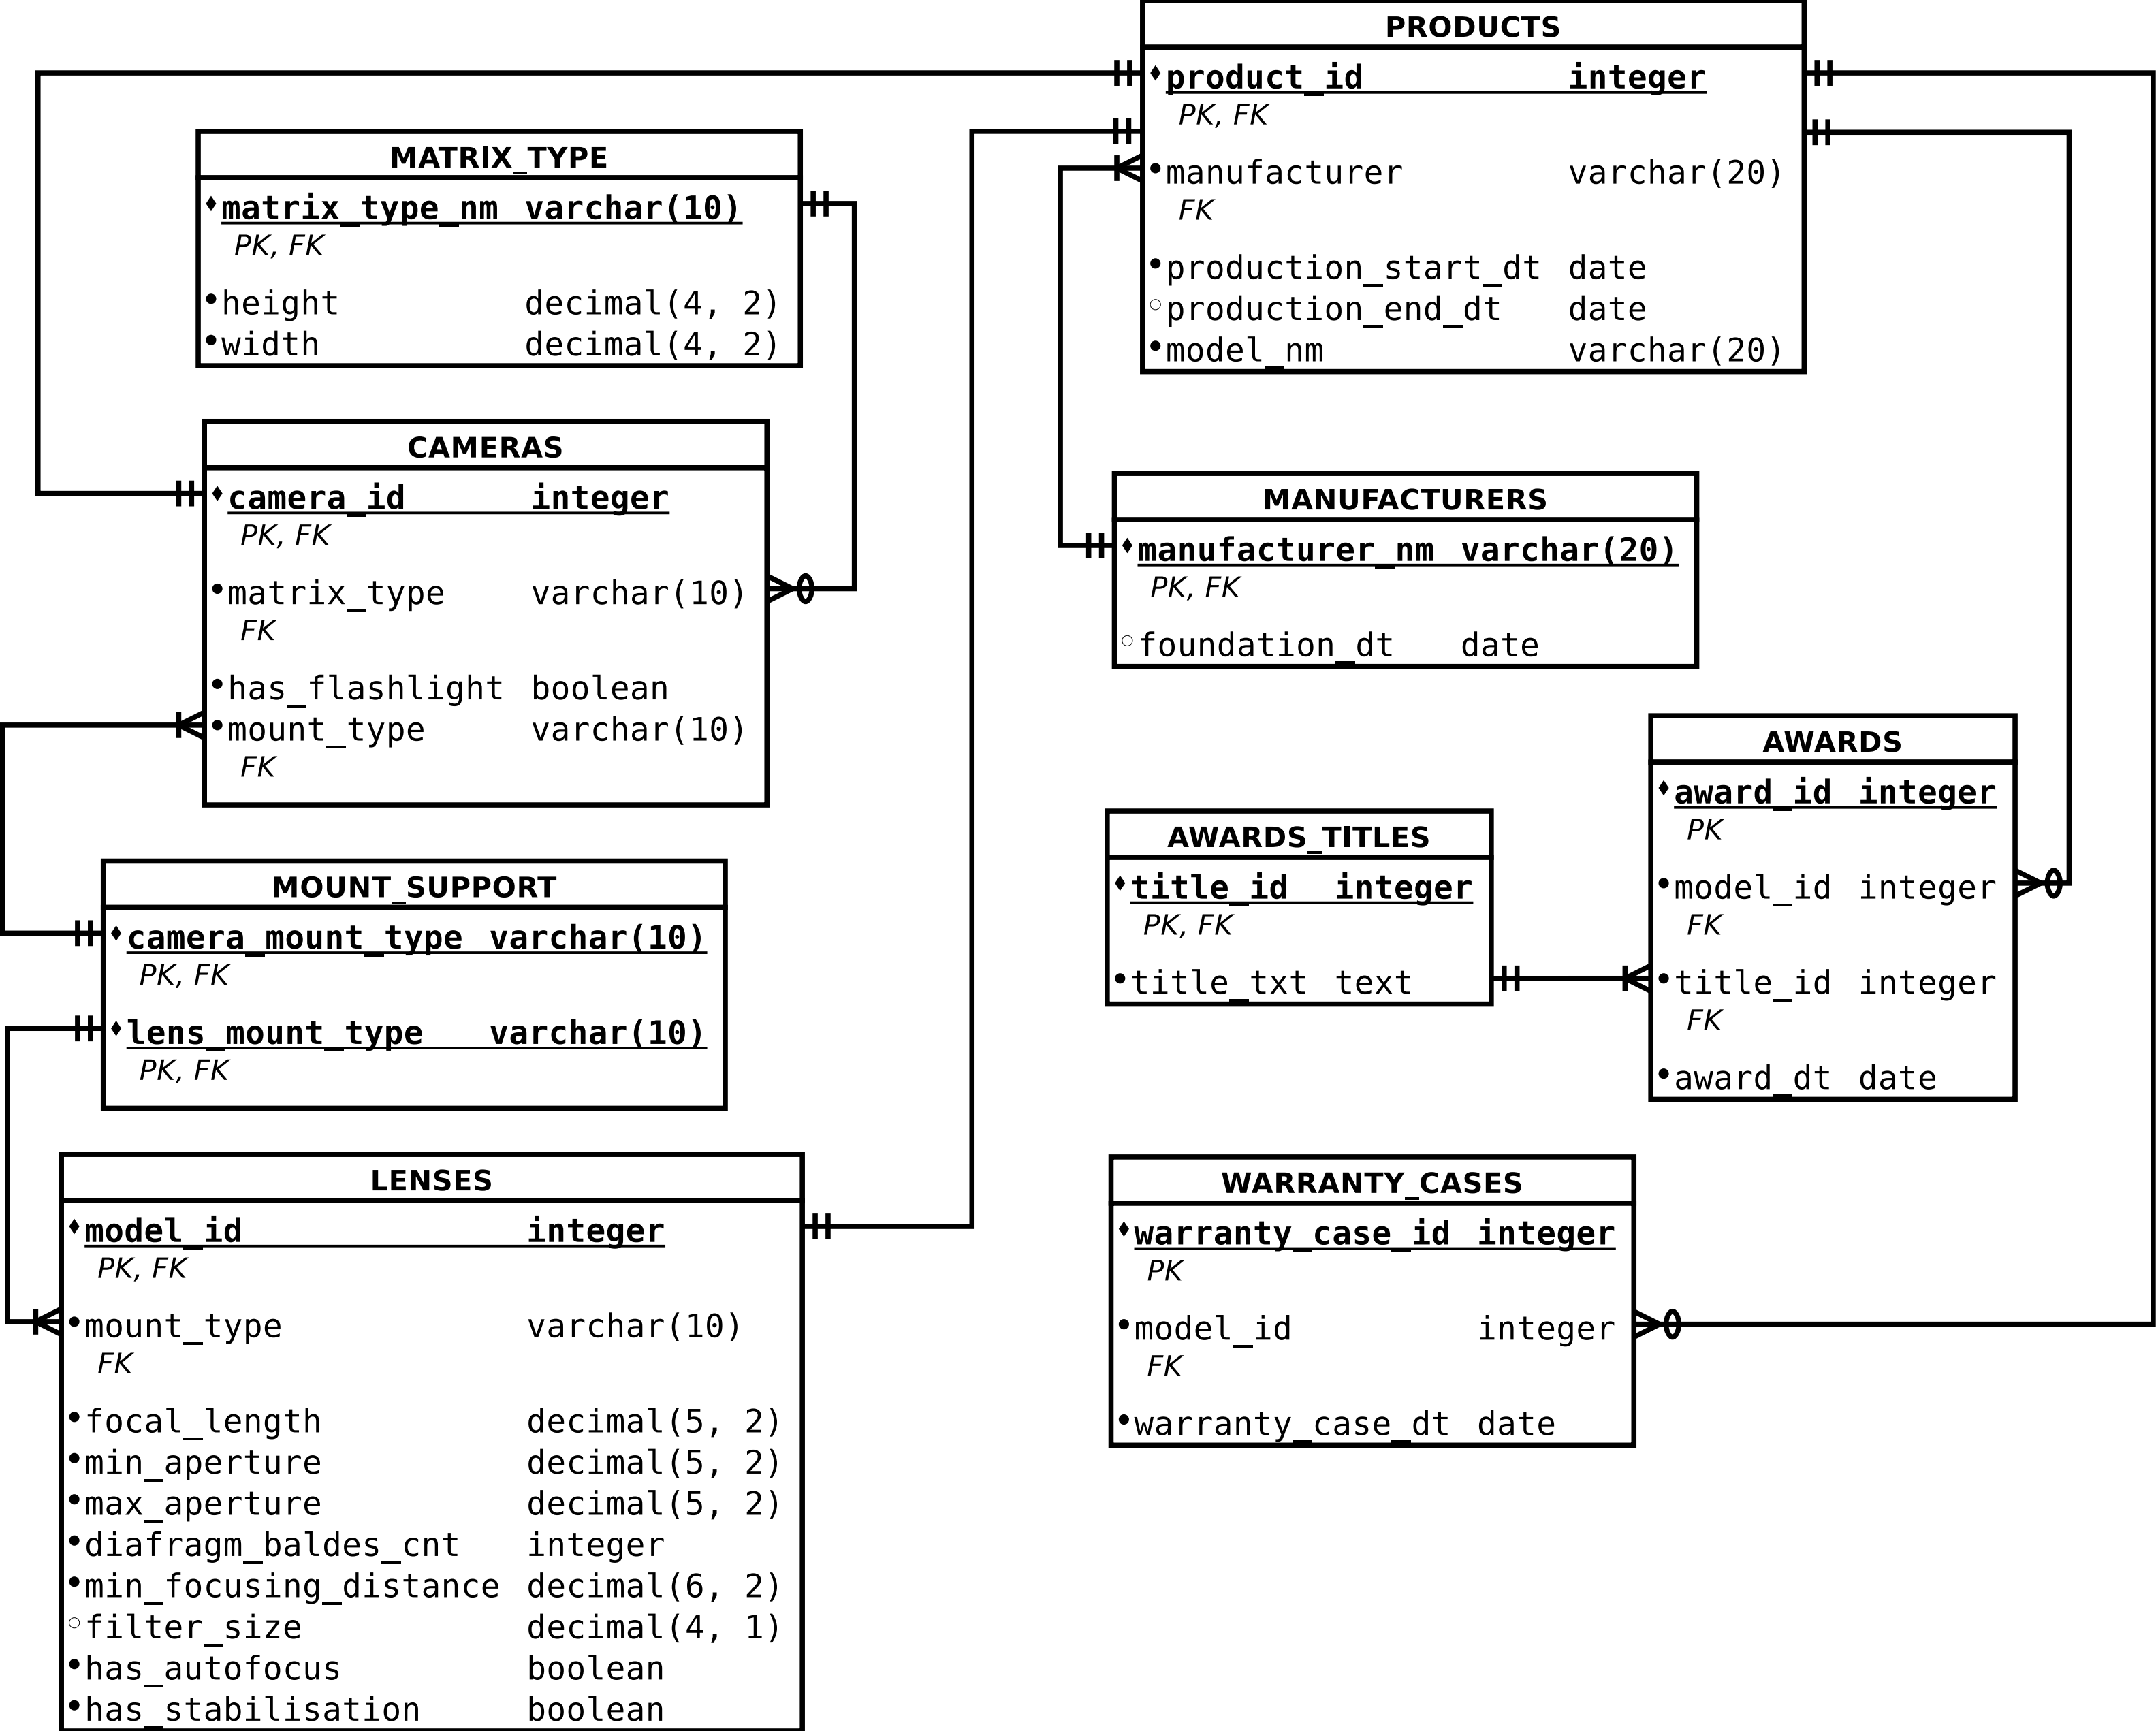 PRODUCTS
product_id integer
PK, FK
manufacturer varchar(20)
FK
production_start_dt date
production_end_dt date
model_nm varchar(20)
MATRIX_TYPE
matrix_type_nm varchar(10)
PK, FK
height decimal(4, 2)
width decimal(4, 2)
CAMERAS
camera_id integer
PK, FK
matrix_type varchar(10)
FK
has_flashlight boolean
mount_type varchar(10)
FK
MANUFACTURERS
manufacturer_nm varchar(20)
PK, FK
foundation_dt date
AWARDS
award_id integer
PK
model_id integer
FK
title_id integer
FK
award_dt date
AWARDS_TITLES
title_id integer
PK, FK
title_txt text
MOUNT_SUPPORT
camera_mount_type varchar(10)
PK, FK
lens_mount_type varchar(10)
PK, FK
LENSES
model_id integer
PK, FK
mount_type varchar(10)
FK
focal_length decimal(5, 2)
min_aperture decimal(5, 2)
max_aperture decimal(5, 2)
diafragm_baldes_cnt integer
min_focusing_distance decimal(6, 2)
filter_size decimal(4, 1)
has_autofocus boolean
has_stabilisation boolean
WARRANTY_CASES
warranty_case_id integer
PK
model_id integer
FK
warranty_case_dt date